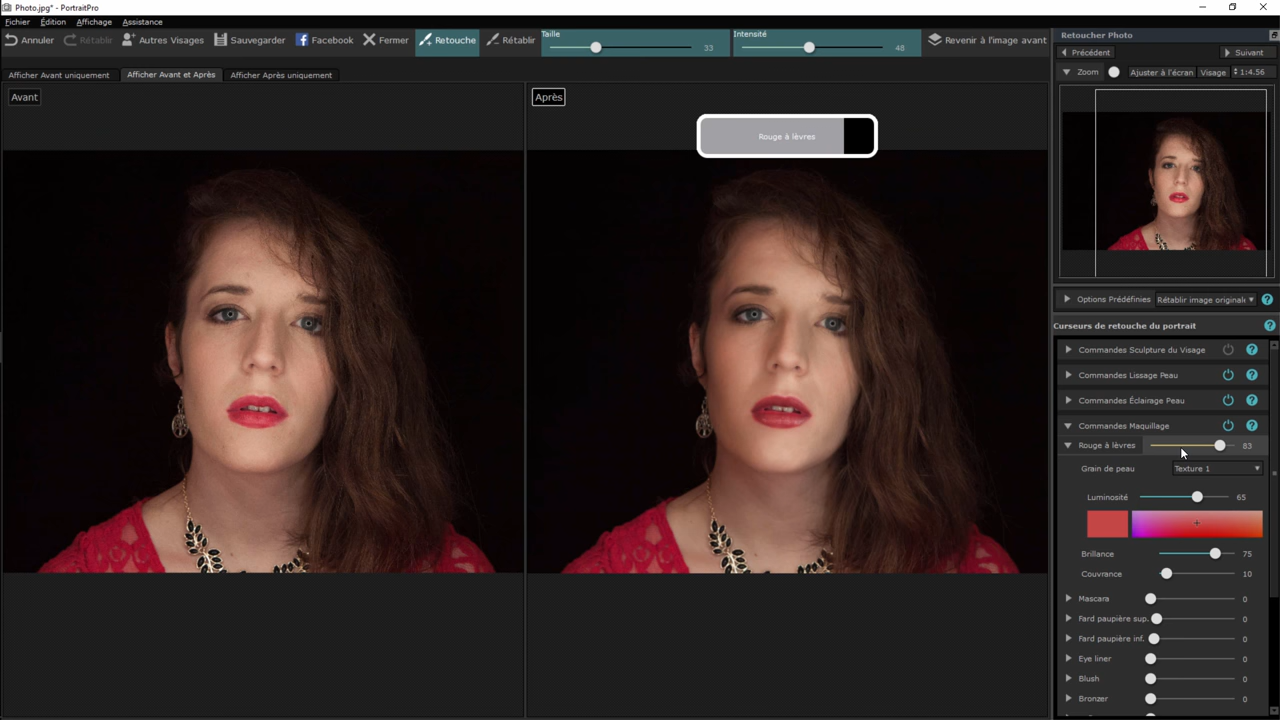 Photo.jpg* - PortraitPro
Fichier Édition Affichage Assistance
Annuler Rétablir Autres Visages Sauvegarder Facebook Fermer Retouche Rétablir Taille 33 Intensité 48 Revenir à l'image avant
Afficher Avant uniquement Afficher Avant et Après Afficher Après uniquement
Avant
Après
Rouge à lèvres
Retoucher Photo
Précédent Suivant
Zoom Ajuster à l'écran Visage 1:4.56
Options Prédéfinies Rétablir image original
Curseurs de retouche du portrait
Commandes Sculpture du Visage
Commandes Lissage Peau
Commandes Éclairage Peau
Commandes Maquillage
Rouge à lèvres 83
Grain de peau Texture 1
Luminosité 65
Brillance 75
Couvrance 10
Mascara 0
Fard paupière sup. 0
Fard paupière inf. 0
Eye liner 0
Blush 0
Bronzer 0